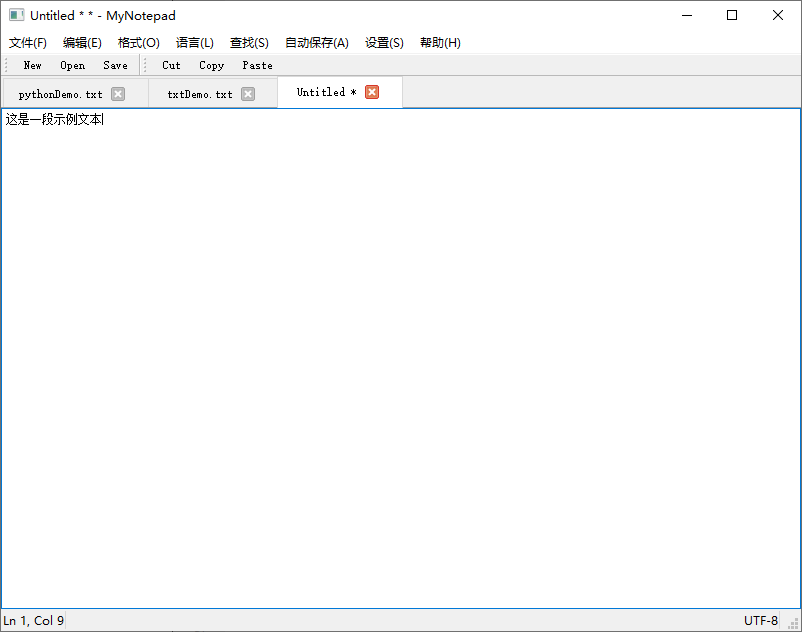 Untitled * * - MyNotepad
文件(F) 编辑(E) 格式(O) 语言(L) 查找(S) 自动保存(A) 设置(S) 帮助(H)
New Open Save Cut Copy Paste
pythonDemo.txt txtDemo.txt Untitled *
这是一段示例文本
Ln 1, Col 9 UTF-8